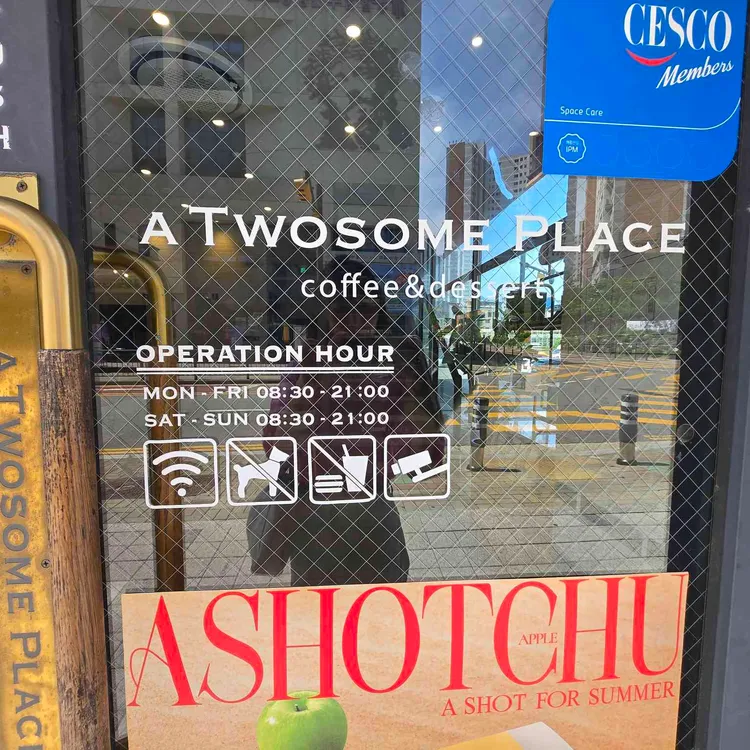 CESCO
Members
Space Care
IPM
A TWOSOME PLACE
coffee&dessert
OPERATION HOUR
MON - FRI 08:30 - 21:00
SAT - SUN 08:30 - 21:00
A TWOSOME PLAC
ASHOTCHU
APPLE
A SHOT FOR SUMMER